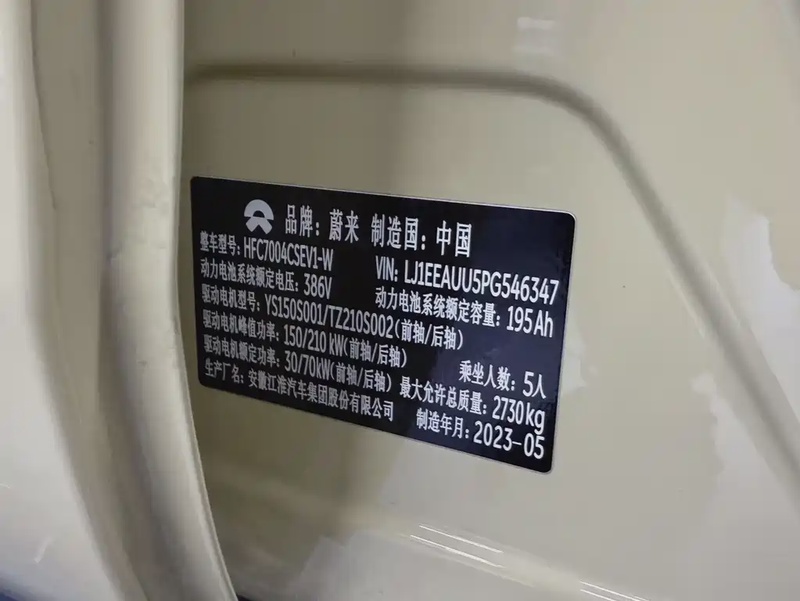 品牌：蔚来 制造国：中国
整车型号：HFC7004CSEV1-W VIN: LJ1EEAUU5PG546347
动力电池系统额定电压：386V 动力电池系统额定容量：195Ah
驱动电机型号：YS150S001/TZ210S002(前轴/后轴)
驱动电机峰值功率：150/210kW(前轴/后轴) 乘坐人数：5人
驱动电机额定功率：30/70kW(前轴/后轴) 最大允许总质量：2730kg
生产厂名：安徽江淮汽车集团股份有限公司 制造年月：2023-05